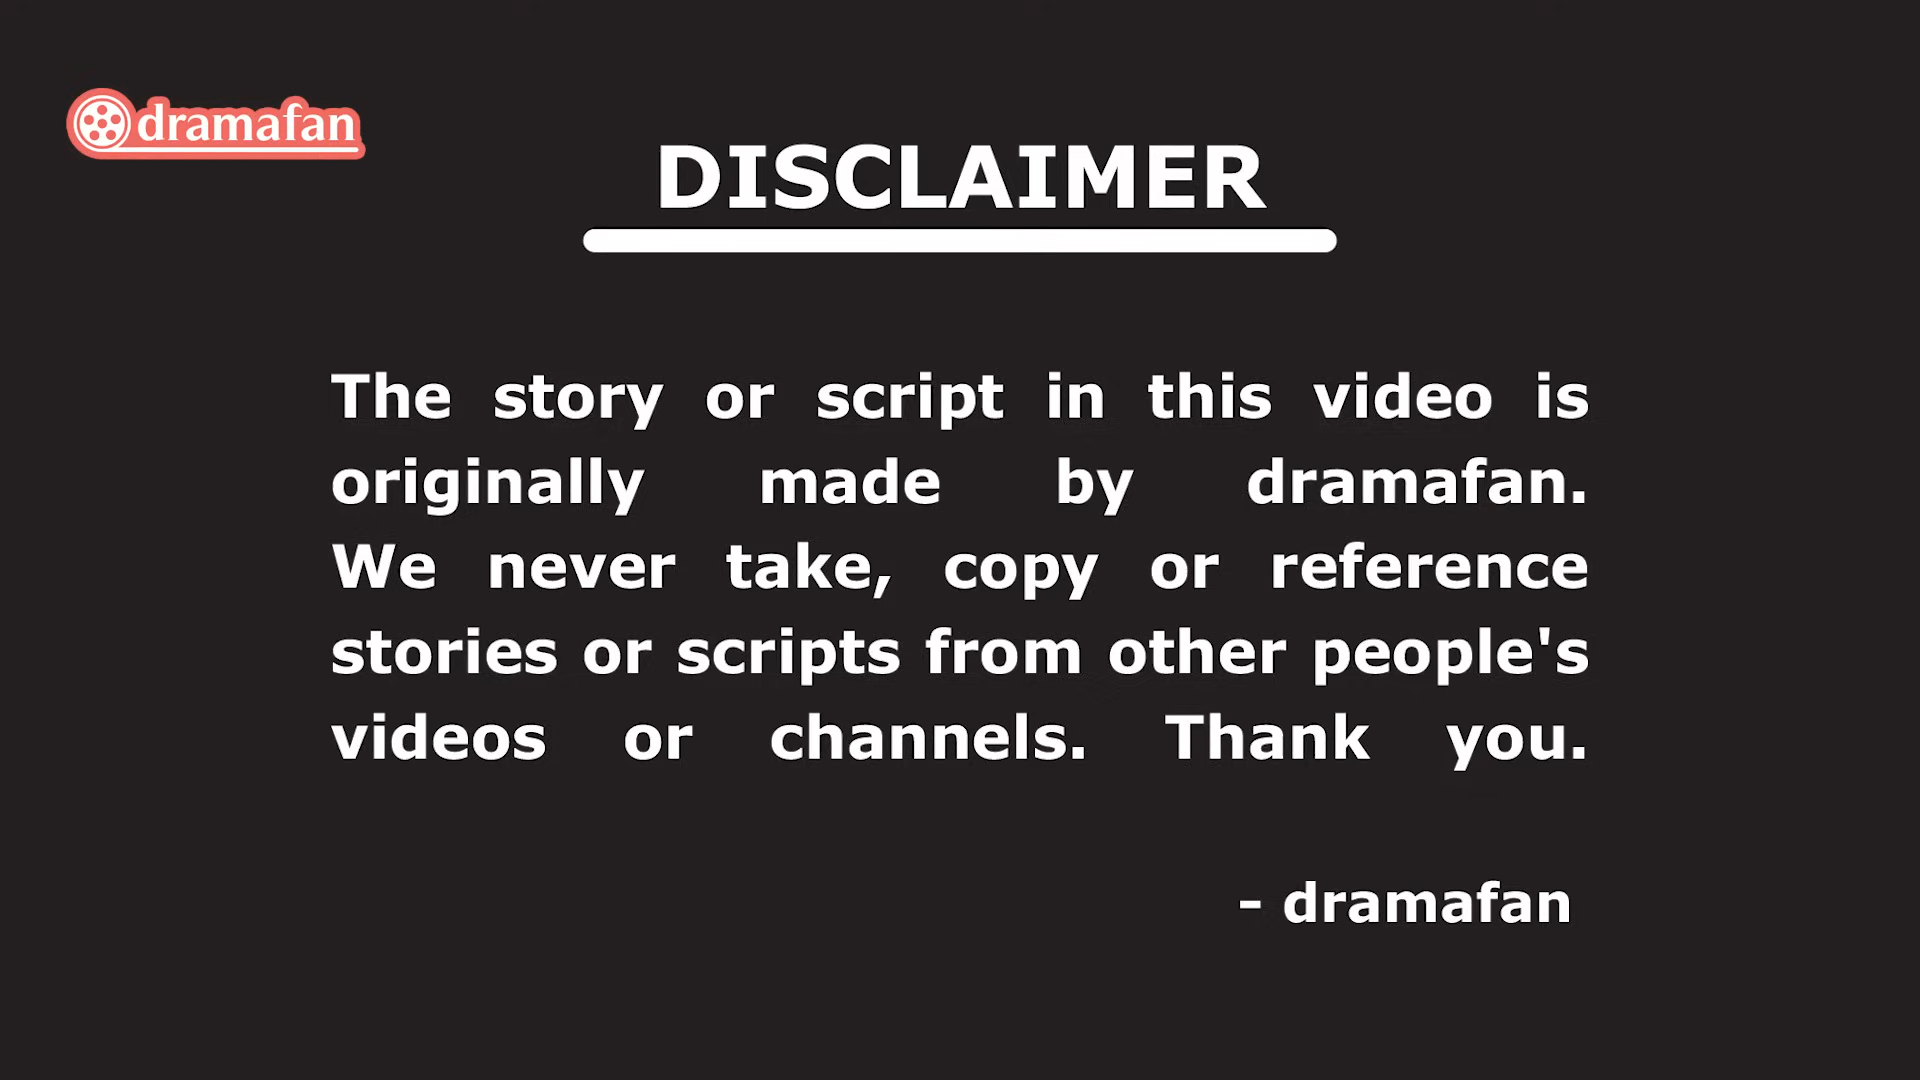 dramafan
DISCLAIMER
The story or script in this video is
originally made by dramafan.
We never take, copy or reference
stories or scripts from other people's
videos or channels. Thank you.
- dramafan